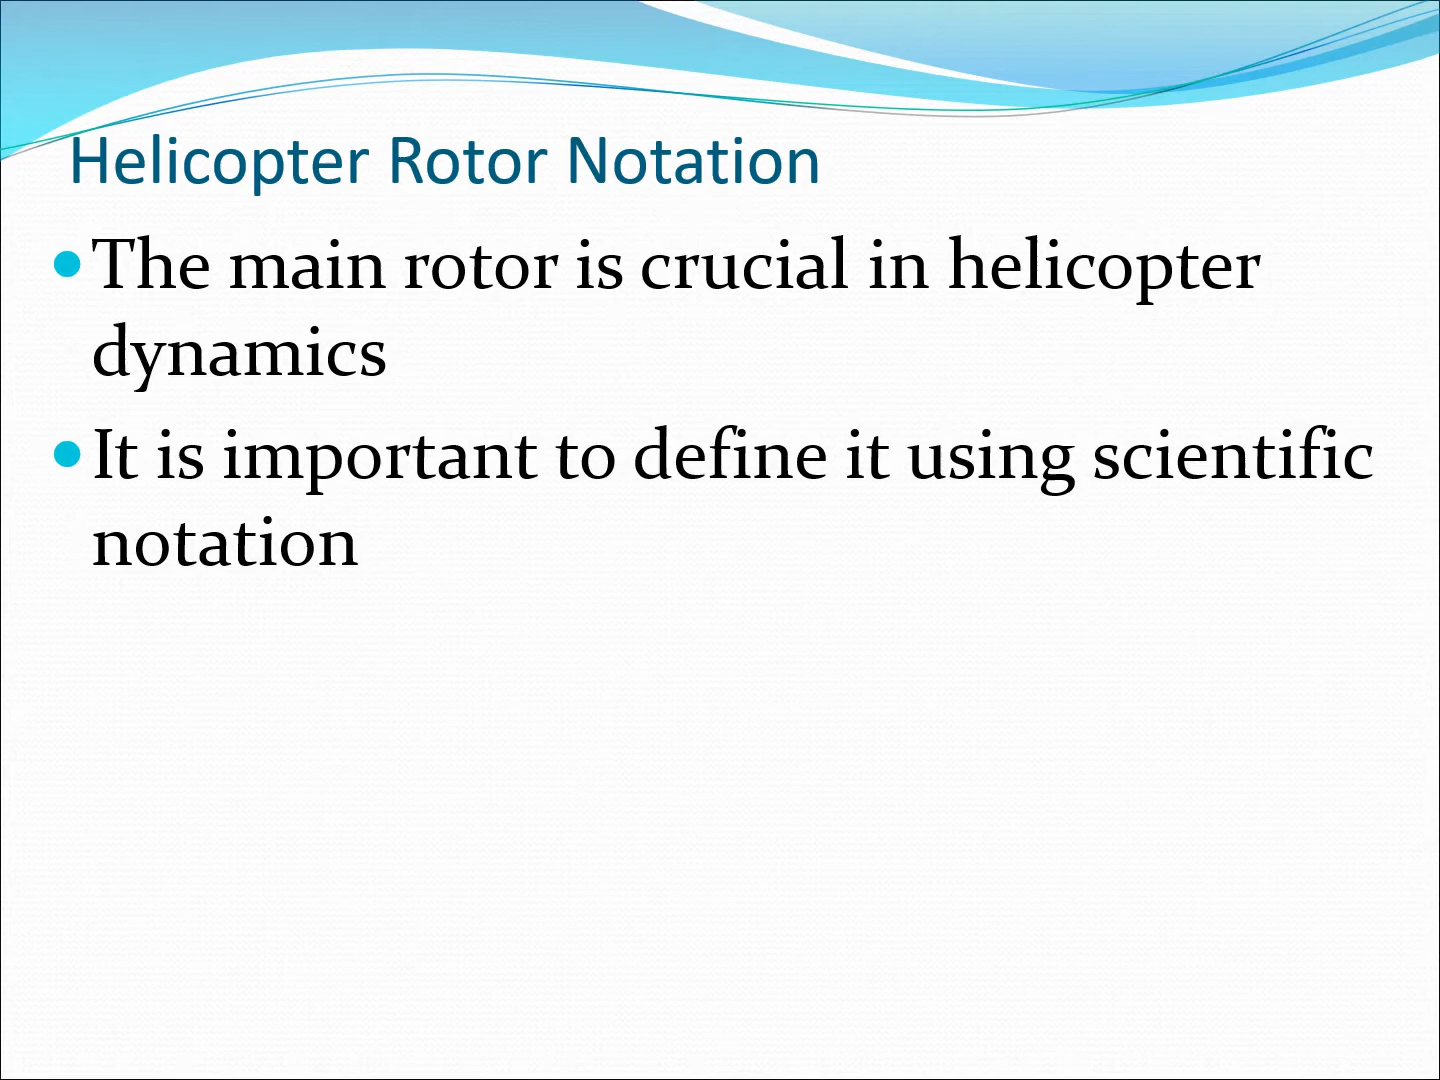 Helicopter Rotor Notation
The main rotor is crucial in helicopter
dynamics
It is important to define it using scientific
notation